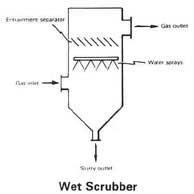 Entrainment separator
Gas outlet
Water sprays
Gas inlet
Slurry outlet
Wet Scrubber